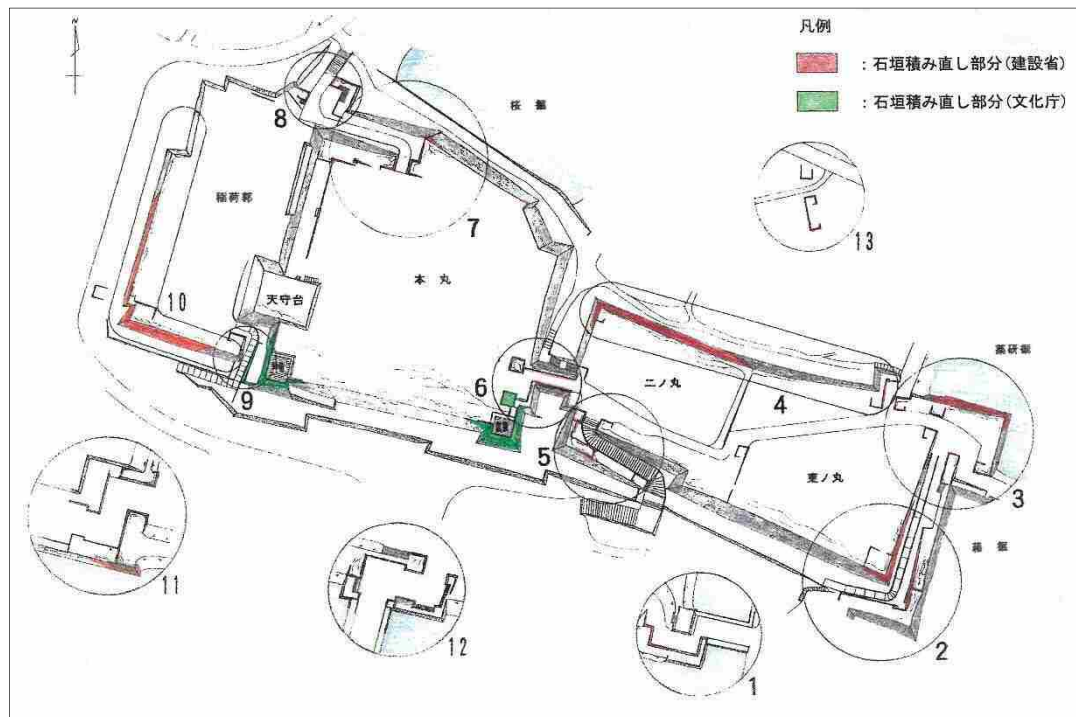 N
凡例
：石垣積み直し部分(建設省)
：石垣積み直し部分(文化庁)
桜堀
8
7
13
稲荷郭
本丸
天守台
10
薬研堀
二ノ丸
6
4
9
5
東ノ丸
3
11
12
1
2